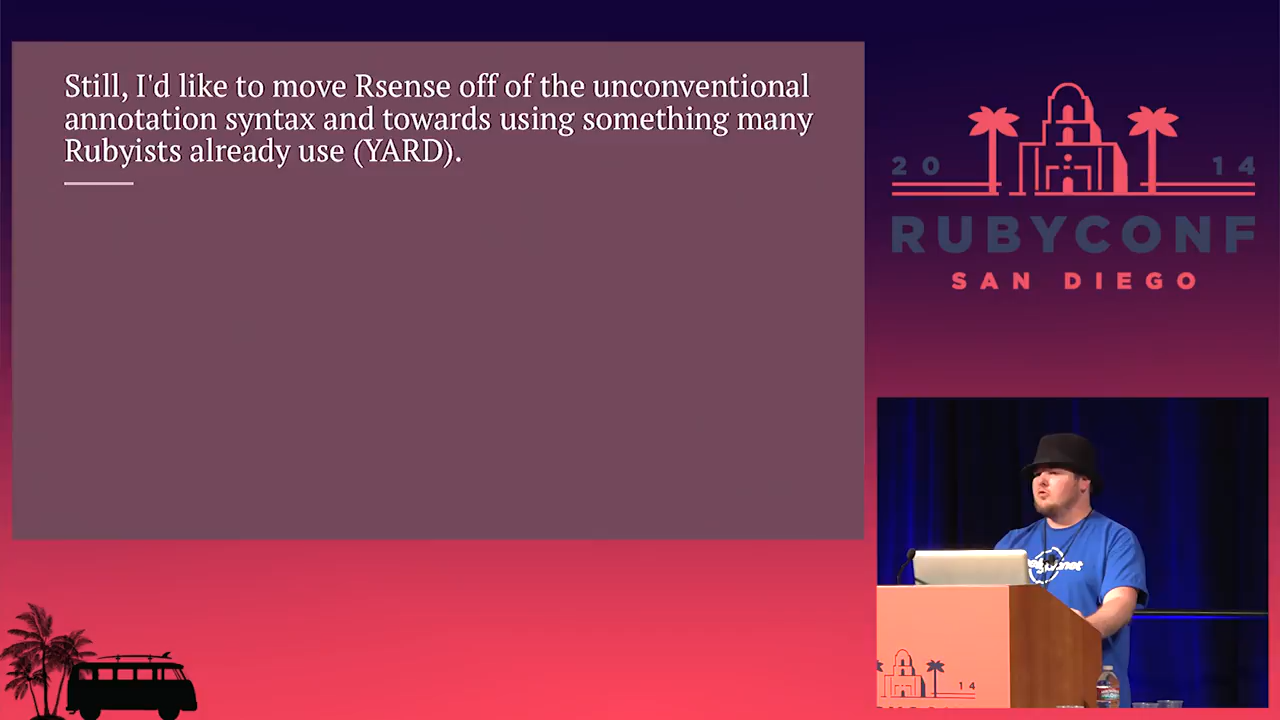 Still, I'd like to move Rsense off of the unconventional
annotation syntax and towards using something many
Rubyists already use (YARD).
20 14
RUBYCONF
SAN DIEGO
14